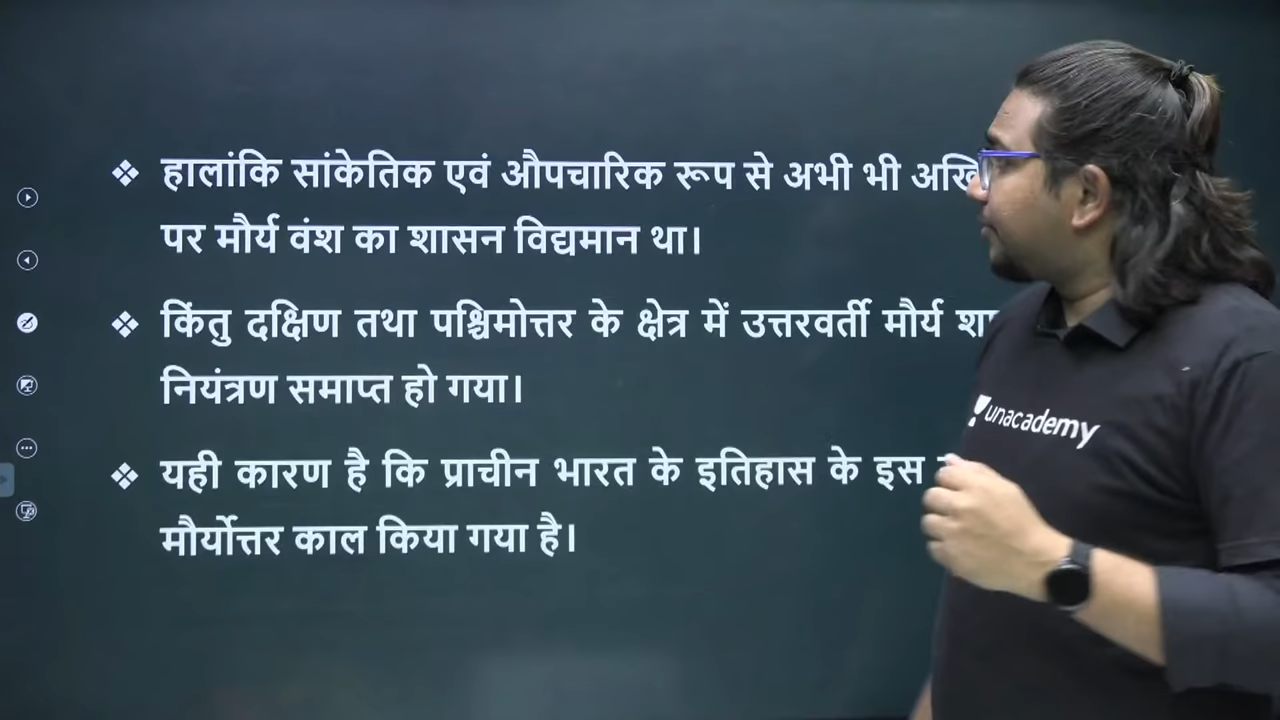 ❖ हालांकि सांकेतिक एवं औपचारिक रूप से अभी भी
पर मौर्य वंश का शासन विद्यमान था।
❖ किंतु दक्षिण तथा पश्चिमोत्तर के क्षेत्र में उत्तरवर्ती मौर्य
नियंत्रण समाप्त हो गया।
❖ यही कारण है कि प्राचीन भारत के इतिहास के इस
मौर्योत्तर काल किया गया है।
unacademy